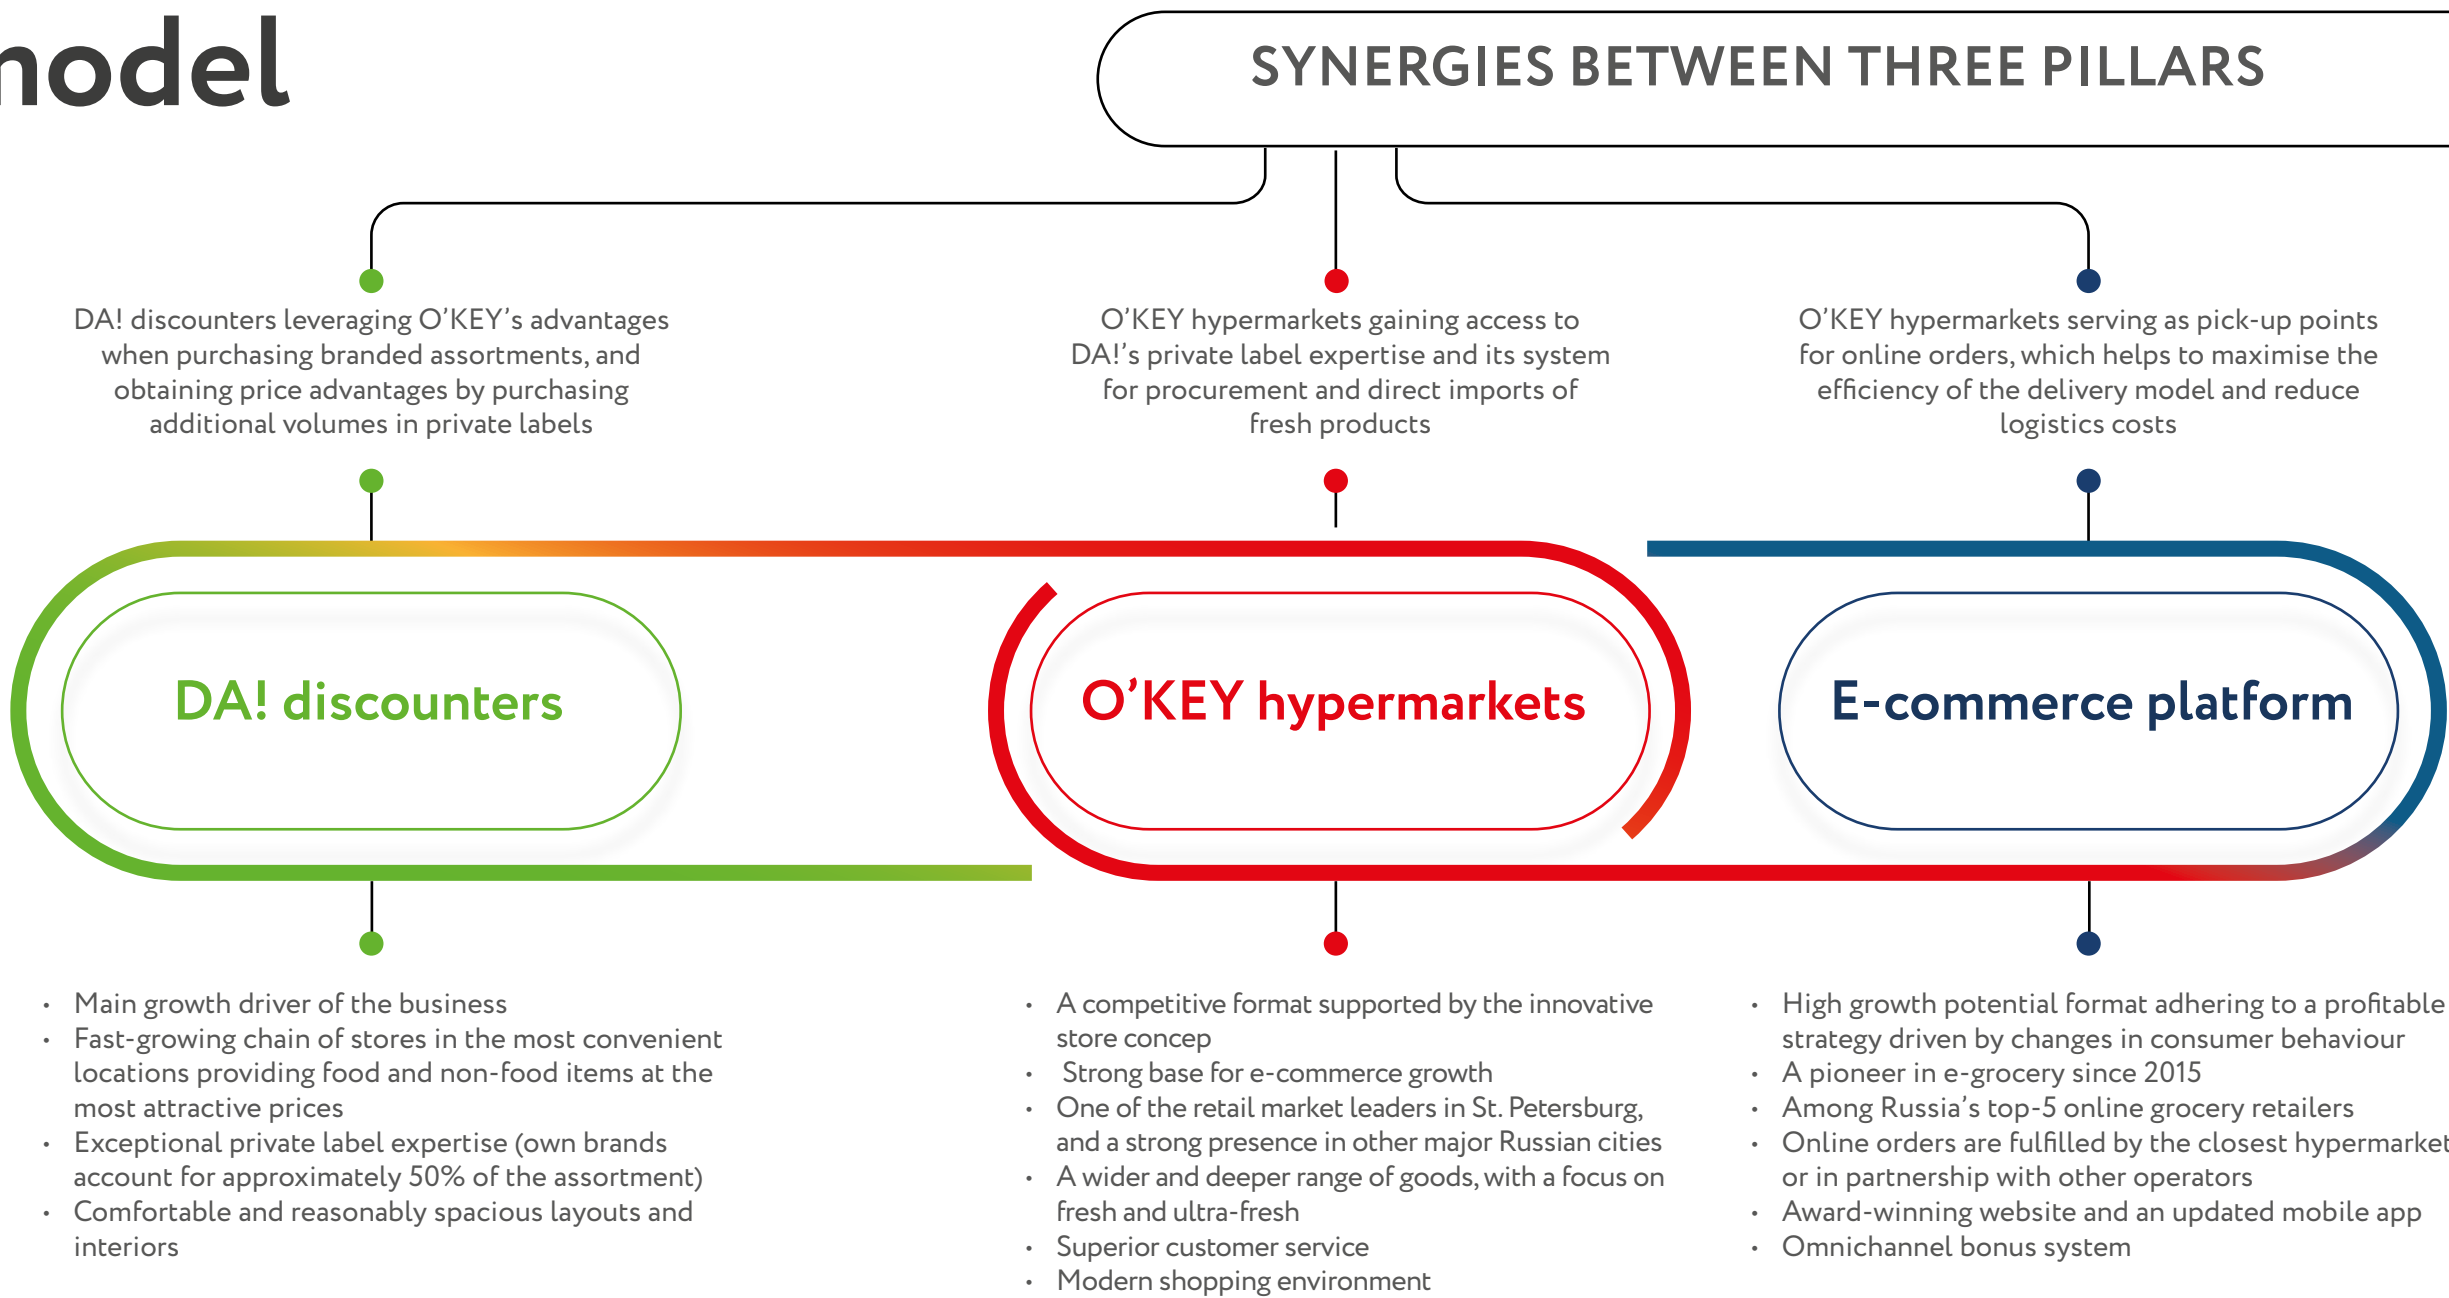 model
SYNERGIES BETWEEN THREE PILLARS
DA! discounters leveraging O’KEY’s advantages
when purchasing branded assortments, and
obtaining price advantages by purchasing
additional volumes in private labels
O’KEY hypermarkets gaining access to
DA!’s private label expertise and its system
for procurement and direct imports of
fresh products
O’KEY hypermarkets serving as pick-up points
for online orders, which helps to maximise the
efficiency of the delivery model and reduce
logistics costs
DA! discounters
O’KEY hypermarkets
E-commerce platform
• Main growth driver of the business
• Fast-growing chain of stores in the most convenient
locations providing food and non-food items at the
most attractive prices
• Exceptional private label expertise (own brands
account for approximately 50% of the assortment)
• Comfortable and reasonably spacious layouts and
interiors
• A competitive format supported by the innovative
store concep
• Strong base for e-commerce growth
• One of the retail market leaders in St. Petersburg,
and a strong presence in other major Russian cities
• A wider and deeper range of goods, with a focus on
fresh and ultra-fresh
• Superior customer service
• Modern shopping environment
• High growth potential format adhering to a profitable
strategy driven by changes in consumer behaviour
• A pioneer in e-grocery since 2015
• Among Russia’s top-5 online grocery retailers
• Online orders are fulfilled by the closest hypermarket
or in partnership with other operators
• Award-winning website and an updated mobile app
• Omnichannel bonus system